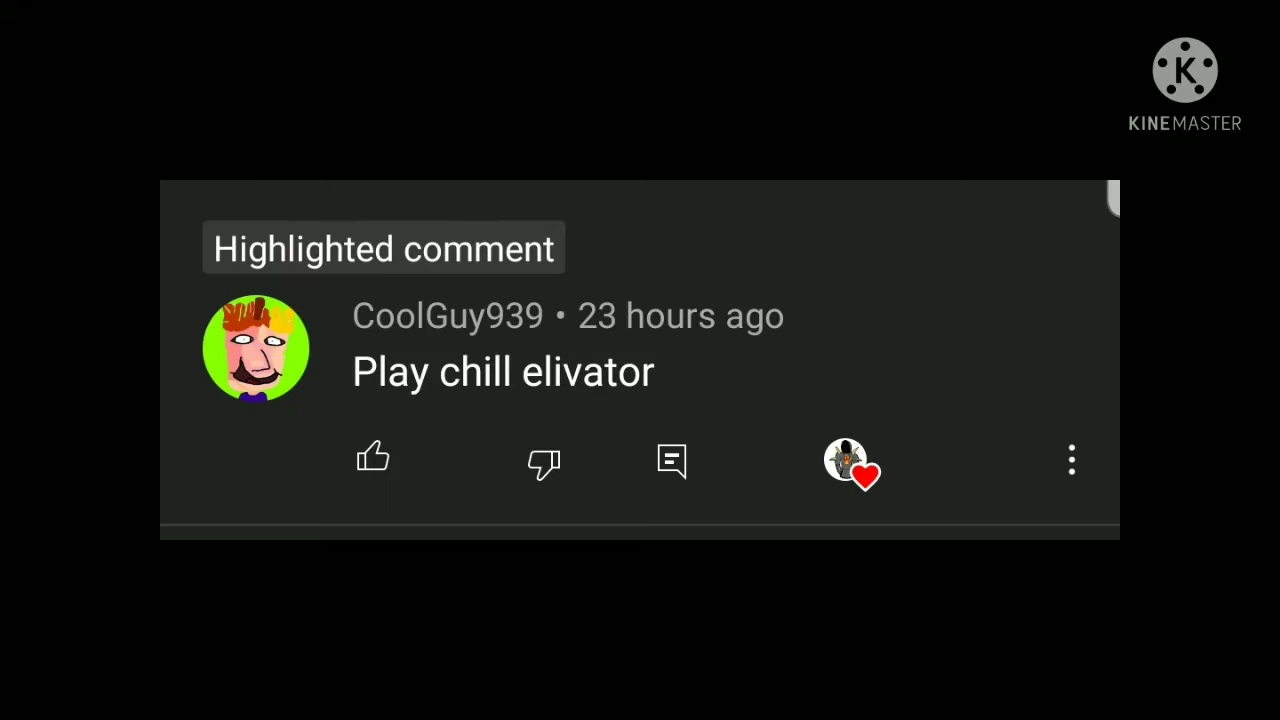 K
KINEMASTER
Highlighted comment
CoolGuy939 • 23 hours ago
Play chill elivator